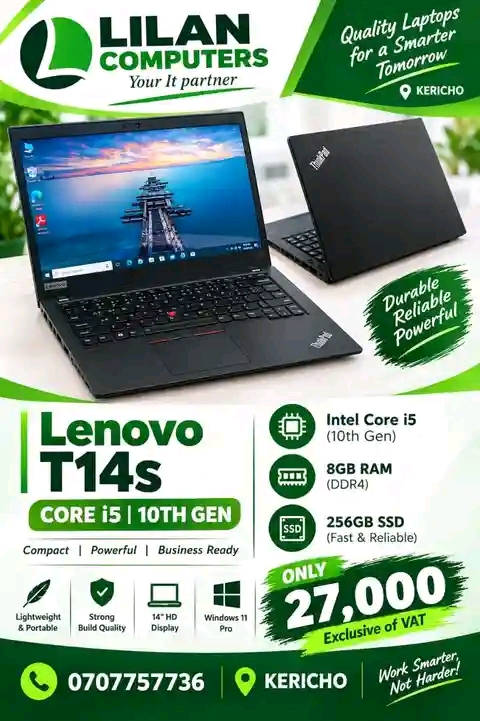 LILAN
COMPUTERS
Your It partner
Quality Laptops
for a Smarter
Tomorrow
KERICHO
ThinkPad
Lenovo
ThinkPad
Durable
Reliable
Powerful
Lenovo
T14s
CORE i5 | 10TH GEN
Compact | Powerful | Business Ready
Lightweight
& Portable
Strong
Build Quality
14" HD
Display
Windows 11
Pro
Intel Core i5
(10th Gen)
8GB RAM
(DDR4)
SSD
256GB SSD
(Fast & Reliable)
ONLY
27,000
Exclusive of VAT
0707757736
KERICHO
Work Smarter,
Not Harder!